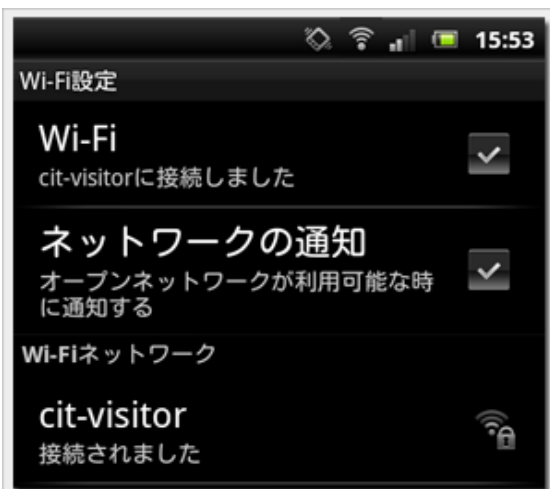 15:53
Wi-Fi設定
Wi-Fi
cit-visitorに接続しました
ネットワークの通知
オープンネットワークが利用可能な時
に通知する
Wi-Fiネットワーク
cit-visitor
接続されました